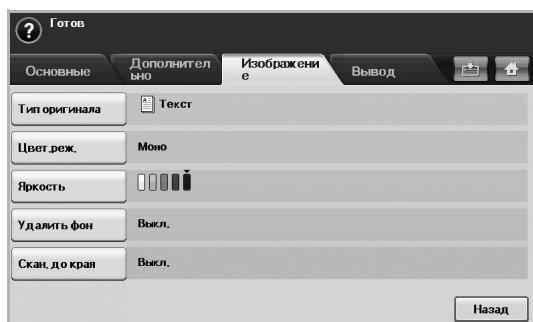 Готов
Основные
Дополнител
ьно
Изображени
е
Вывод
Тип оригинала
Текст
Цвет.реж.
Моно
Яркость
Удалить фон
Выкл.
Скан. до края
Выкл.
Назад